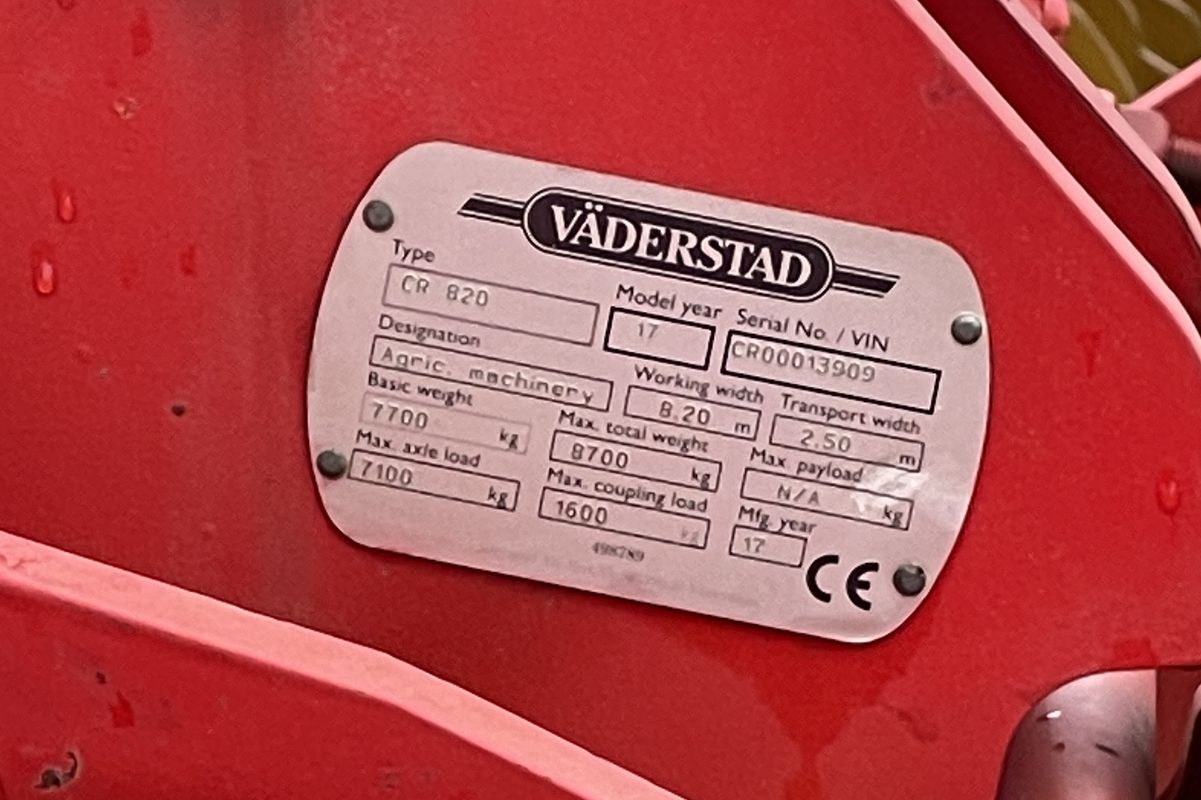 VÄDERSTAD
Type
CR 820
Model year
17
Serial No. / VIN
CR00013909
Designation
Agric. machinery
Working width
8.20 m
Transport width
2.50 m
Basic weight
7700 kg
Max. total weight
8700 kg
Max. payload
N/A kg
Max. axle load
7100 kg
Max. coupling load
1600 kg
Mfg. year
17
498789
CE